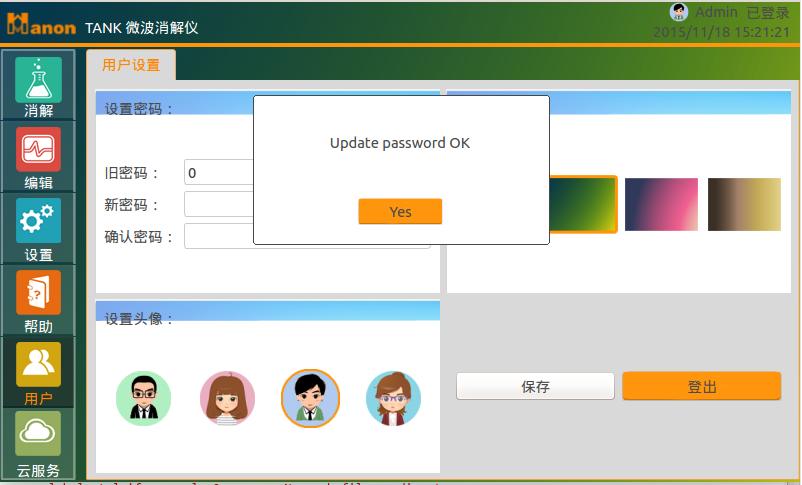 Manon TANK 微波消解仪
Admin 已登录
2015/11/18 15:21:21
用户设置
消解
编辑
设置
帮助
用户
云服务
设置密码：
旧密码： 0
新密码：
确认密码：
Update password OK
Yes
设置头像：
保存
登出